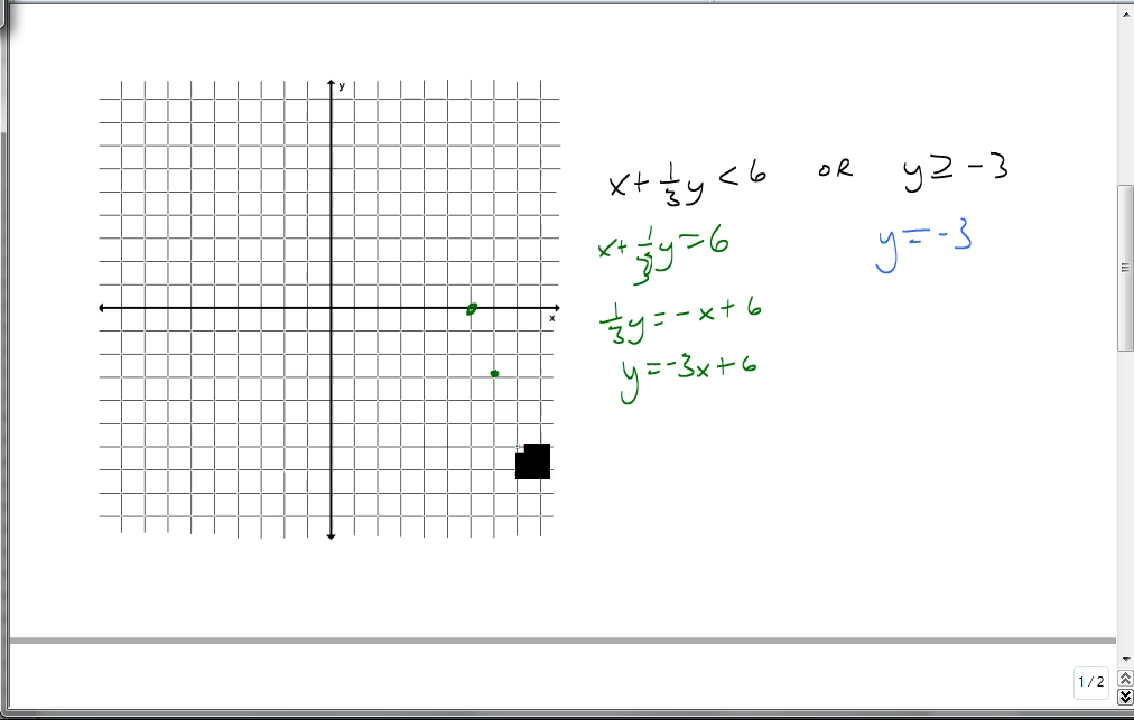 y
x
x + 1/3 y < 6 OR y ≥ -3
x + 1/3 y = 6 y = -3
1/3 y = -x + 6
y = -3x + 6
1 / 2